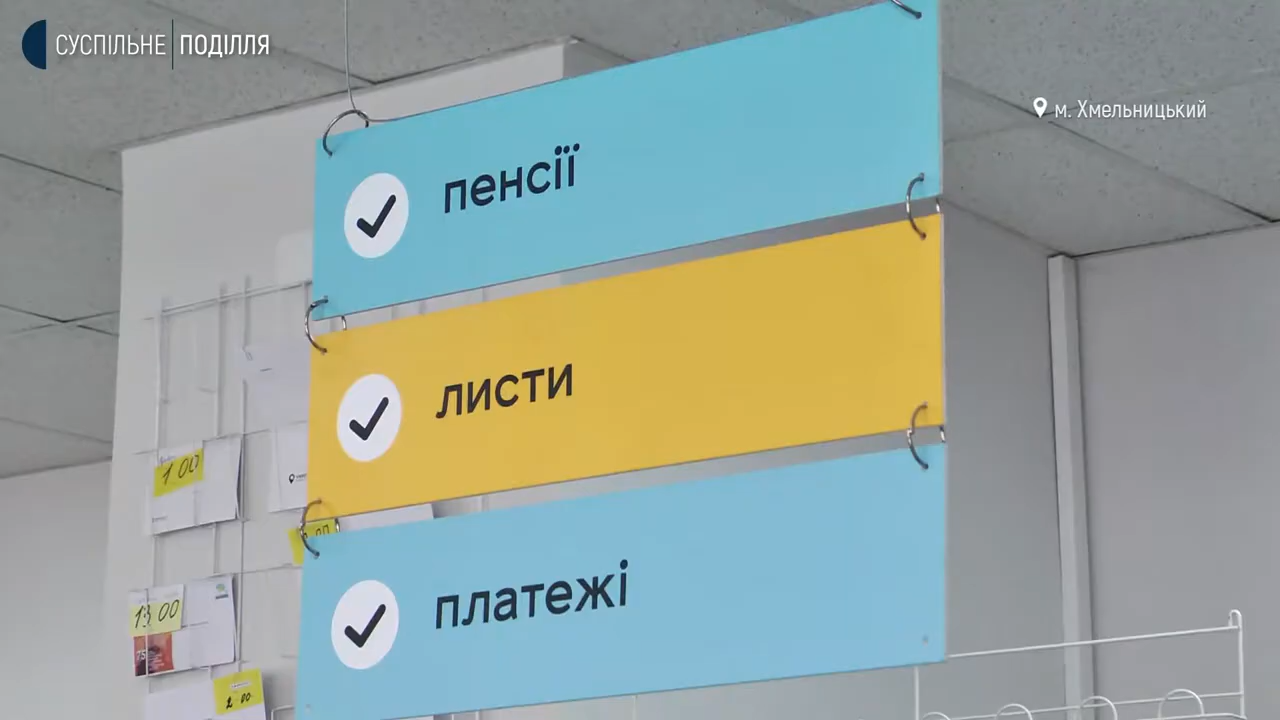 СУСПІЛЬНЕ ПОДІЛЛЯ
м. Хмельницький
пенсії
листи
платежі
1 00
13 00
2 00